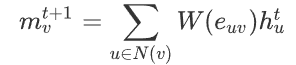 $m_v^{t+1} = \sum_{u \in N(v)} W(e_{uv}) h_u^t$